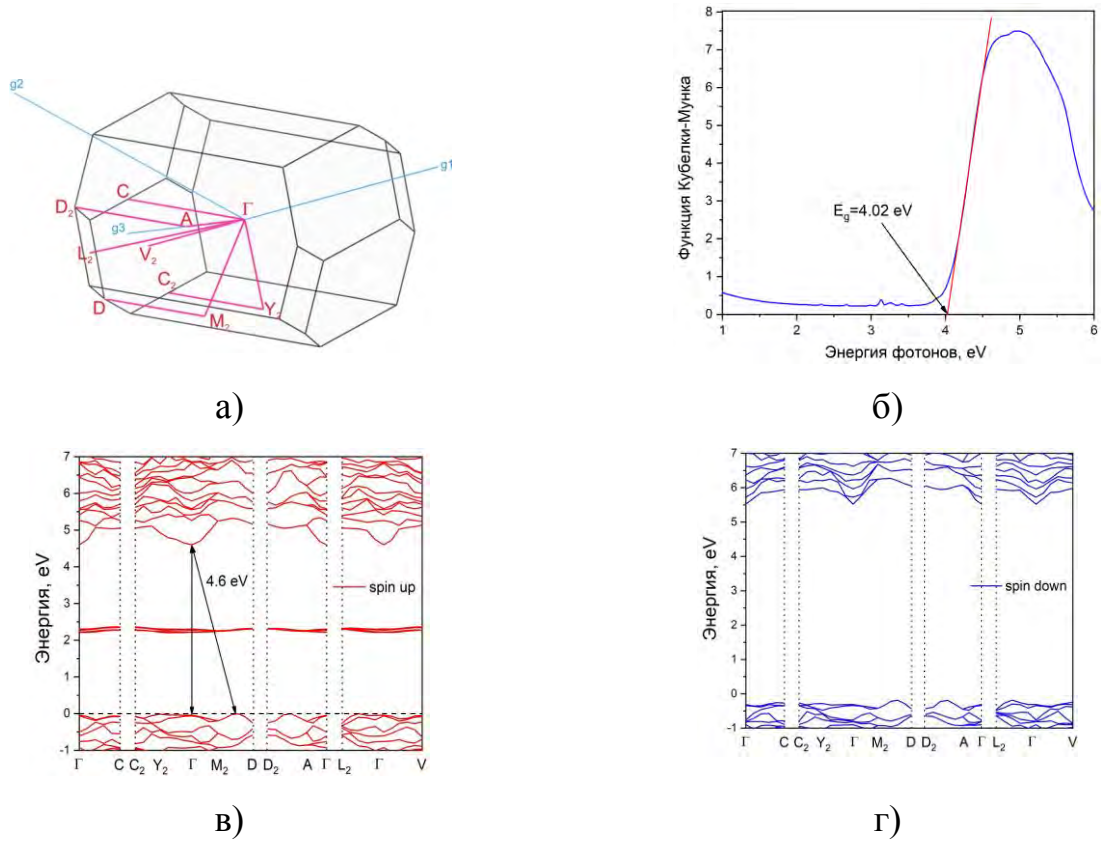 g2
g1
C
Γ
D₂
A
g3
L₂
V₂
C₂
D
M₂
Y₂
а)
Функция Кубелки-Мунка
8
7
6
5
4
3
2
1
0
E_g=4.02 eV
1 2 3 4 5 6
Энергия фотонов, eV
б)
Энергия, eV
7
6
5
4
3
2
1
0
-1
4.6 eV
spin up
Γ C C₂ Y₂ Γ M₂ D D₂ A Γ L₂ Γ V
в)
Энергия, eV
7
6
5
4
3
2
1
0
-1
spin down
Γ C C₂ Y₂ Γ M₂ D D₂ A Γ L₂ Γ V
г)